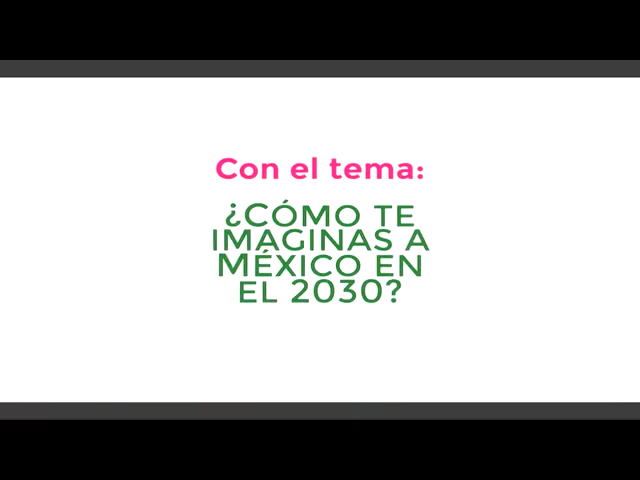 Con el tema:
¿CÓMO TE
IMAGINAS A
MÉXICO EN
EL 2030?